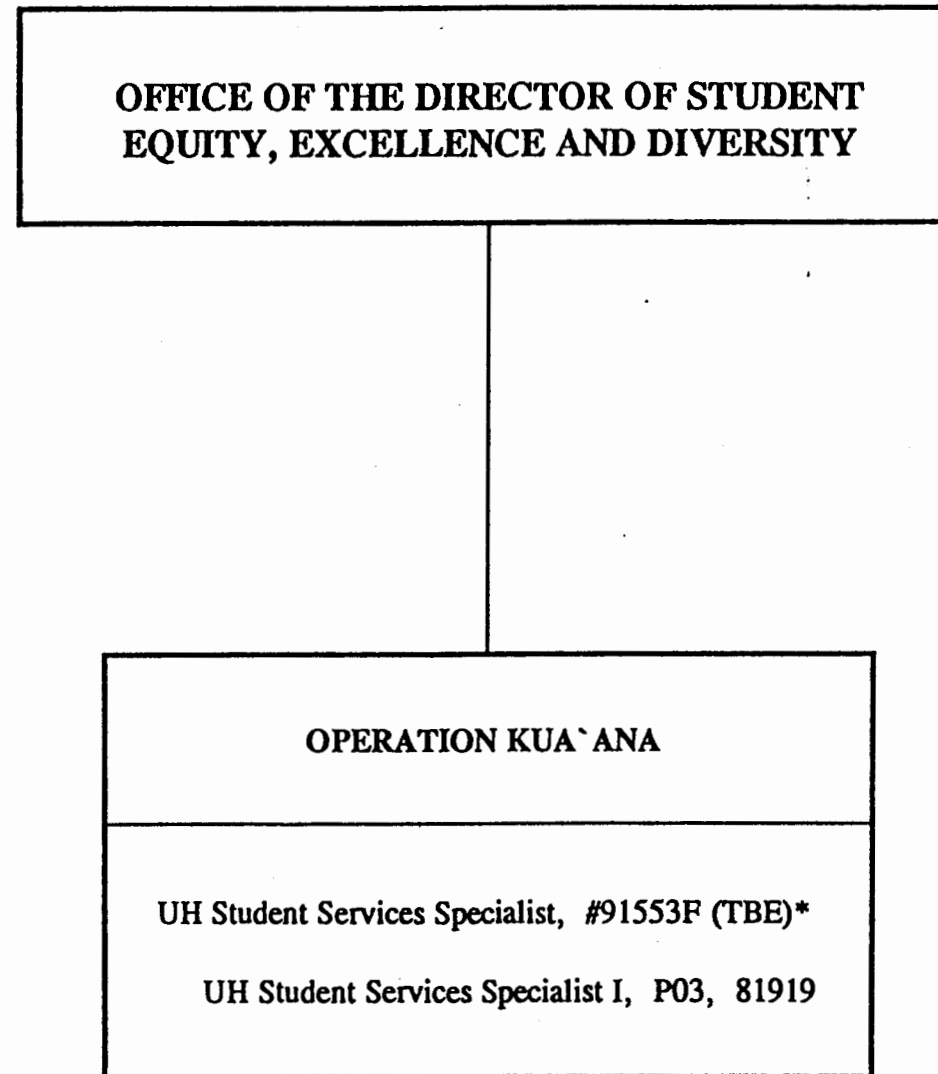 OFFICE OF THE DIRECTOR OF STUDENT
EQUITY, EXCELLENCE AND DIVERSITY
OPERATION KUA`ANA
UH Student Services Specialist, #91553F (TBE)*
UH Student Services Specialist I, P03, 81919